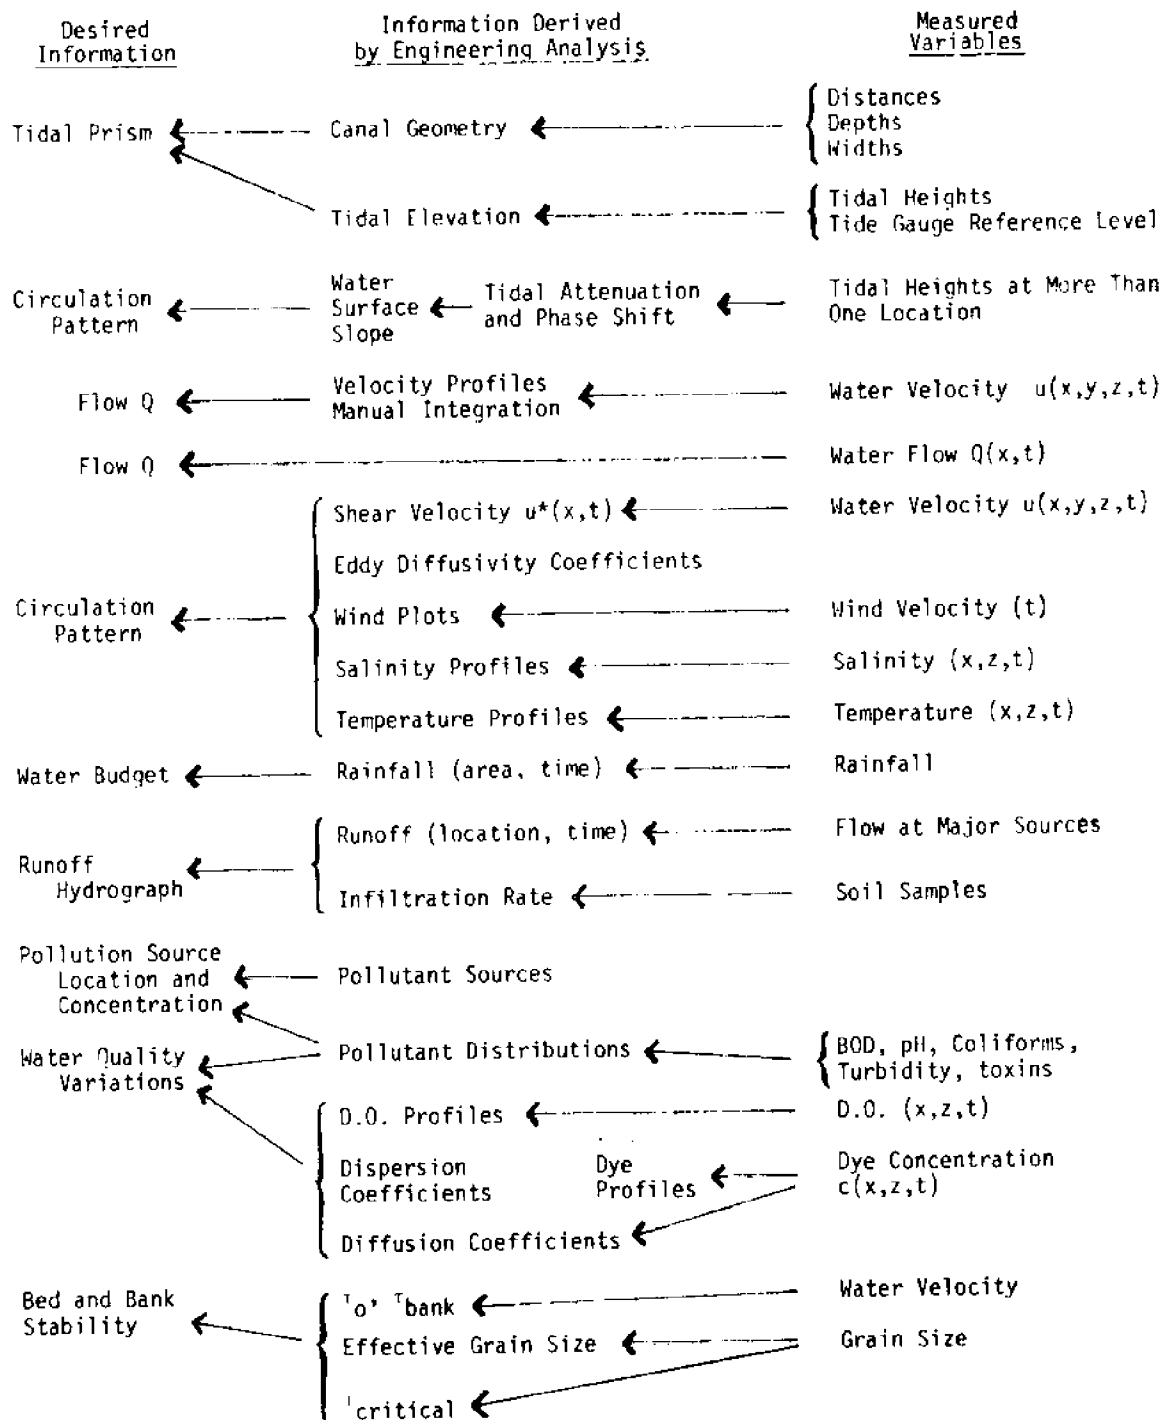 Desired Information
Information Derived by Engineering Analysis
Measured Variables
Tidal Prism
Canal Geometry
Distances
Depths
Widths
Tidal Elevation
Tidal Heights
Tide Gauge Reference Level
Circulation Pattern
Water Surface Slope
Tidal Attenuation and Phase Shift
Tidal Heights at More Than One Location
Flow Q
Velocity Profiles
Manual Integration
Water Velocity u(x,y,z,t)
Flow Q
Water Flow Q(x,t)
Circulation Pattern
Shear Velocity u*(x,t)
Water Velocity u(x,y,z,t)
Eddy Diffusivity Coefficients
Wind Plots
Wind Velocity (t)
Salinity Profiles
Salinity (x,z,t)
Temperature Profiles
Temperature (x,z,t)
Water Budget
Rainfall (area, time)
Rainfall
Runoff Hydrograph
Runoff (location, time)
Flow at Major Sources
Infiltration Rate
Soil Samples
Pollution Source Location and Concentration
Pollutant Sources
Water Quality Variations
Pollutant Distributions
BOD, pH, Coliforms,
Turbidity, toxins
D.O. Profiles
D.O. (x,z,t)
Dispersion Coefficients
Dye Profiles
Dye Concentration
c(x,z,t)
Diffusion Coefficients
Bed and Bank Stability
τo, τbank
Water Velocity
Effective Grain Size
Grain Size
τcritical